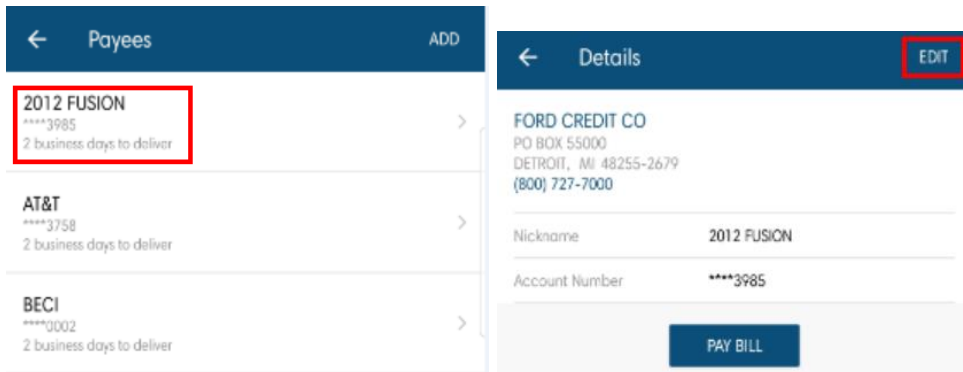 Payees
ADD
2012 FUSION
****3985
2 business days to deliver
AT&T
****3758
2 business days to deliver
BECI
****0002
2 business days to deliver
Details
EDIT
FORD CREDIT CO
PO BOX 55000
DETROIT, MI 48255-2679
(800) 727-7000
Nickname 2012 FUSION
Account Number ****3985
PAY BILL